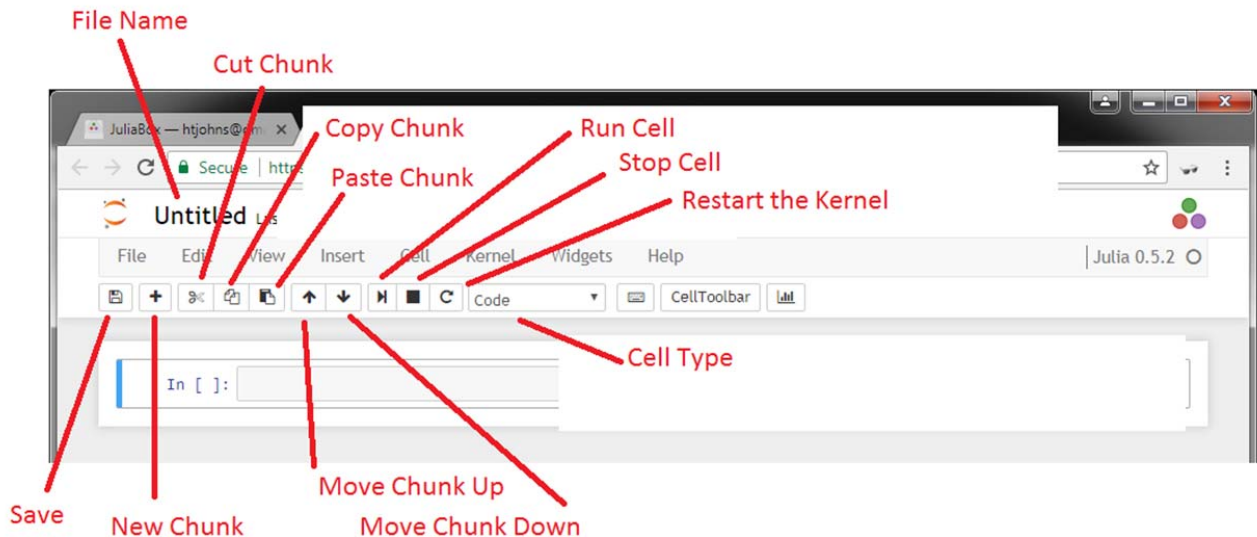 File Name
Cut Chunk
JuliaBox — htjohns@
Copy Chunk
Run Cell
Stop Cell
Secure
Paste Chunk
Restart the Kernel
Untitled
File Edit View Insert Cell Kernel Widgets Help
Julia 0.5.2
Code
CellToolbar
Cell Type
In [ ]:
Move Chunk Up
Save
New Chunk
Move Chunk Down